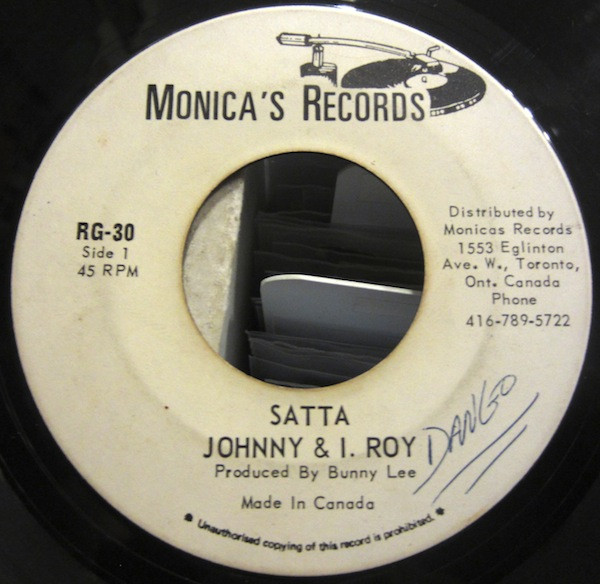 MONICA'S RECORDS
RG-30
Side 1
45 RPM
Distributed by
Monicas Records
1553 Eglinton
Ave. W., Toronto,
Ont. Canada
Phone
416-789-5722
SATTA
JOHNNY & I. ROY
DANGO
Produced By Bunny Lee
Made In Canada
Unauthorised copying of this record is prohibited.